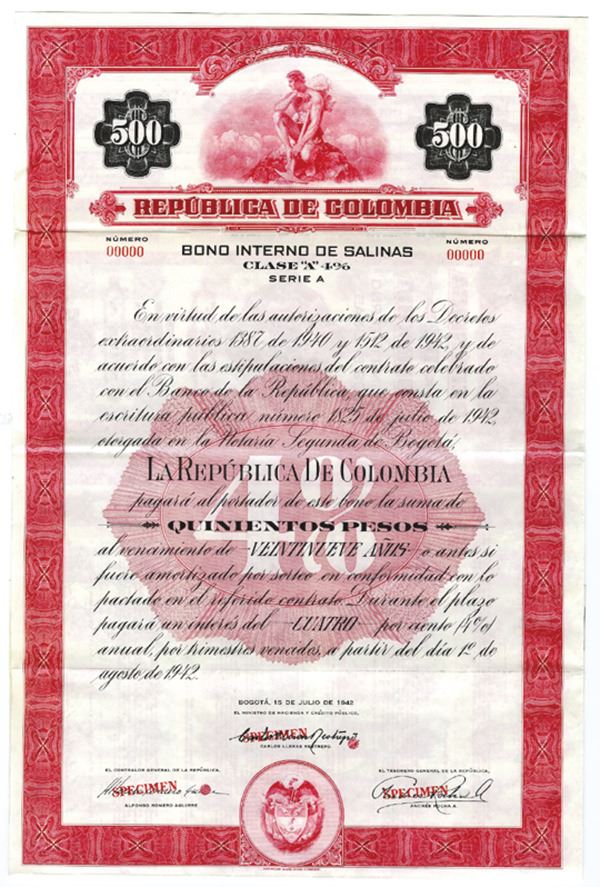 500
500
REPÚBLICA DE COLOMBIA
NÚMERO
00000
NÚMERO
00000
BONO INTERNO DE SALINAS
CLASE "A" 4%
SERIE A
En virtud de las autorizaciones de los Decretos
extraordinarios 1387 de 1940 y 1512 de 1942, y de
acuerdo con las estipulaciones del contrato celebrado
con el Banco de la República, que consta en la
escritura pública número 1825 de julio de 1942,
otorgada en la Notaría Segunda de Bogotá,
LA REPÚBLICA DE COLOMBIA
pagará al portador de este bono la suma de
QUINIENTOS PESOS
4%
al vencimiento de VEINTINUEVE AÑOS o antes si
fuere amortizado por sorteo en conformidad con lo
pactado en el referido contrato. Durante el plazo
pagará un interés del CUATRO por ciento (4%)
anual, por trimestres vencidos, a partir del día 1º de
agosto de 1942.
BOGOTÁ, 15 DE JULIO DE 1942
EL MINISTRO DE HACIENDA Y CRÉDITO PÚBLICO,
SPECIMEN
CARLOS LLERAS RESTREPO
EL CONTRALOR GENERAL DE LA REPÚBLICA,
SPECIMEN
ALFONSO ROMERO AGUIRRE
EL TESORERO GENERAL DE LA REPÚBLICA,
SPECIMEN
ANDRÉS ROCHA A.